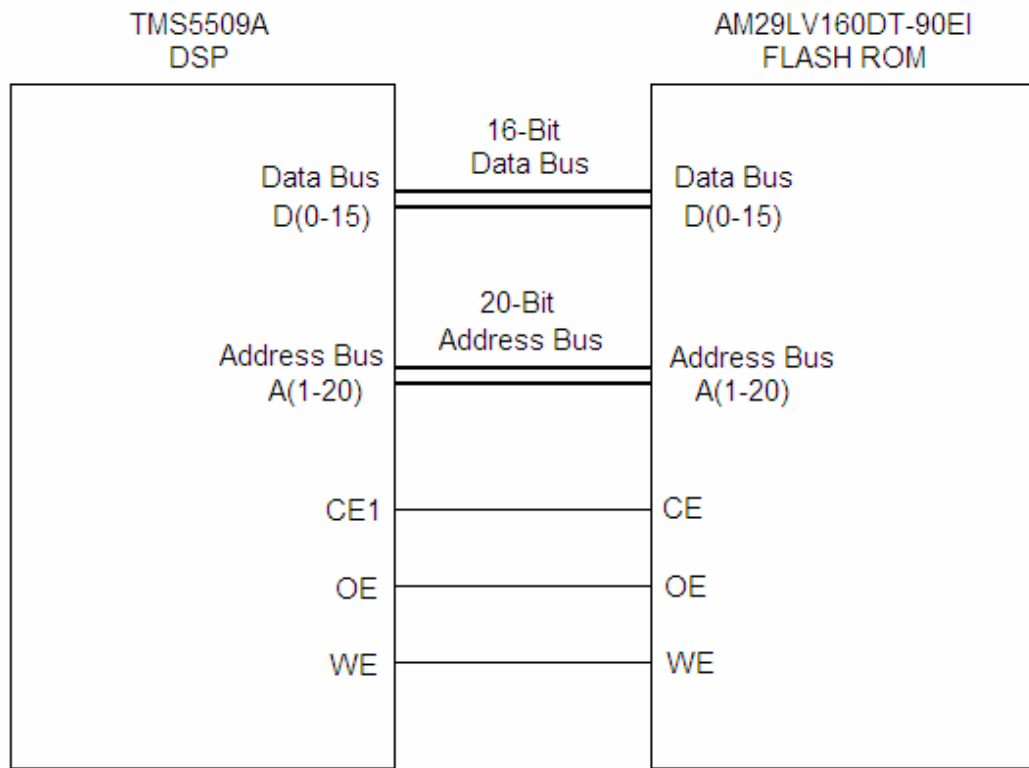 TMS5509A
DSP
AM29LV160DT-90EI
FLASH ROM
16-Bit
Data Bus
Data Bus
D(0-15)
Data Bus
D(0-15)
20-Bit
Address Bus
Address Bus
A(1-20)
Address Bus
A(1-20)
CE1
CE
OE
OE
WE
WE